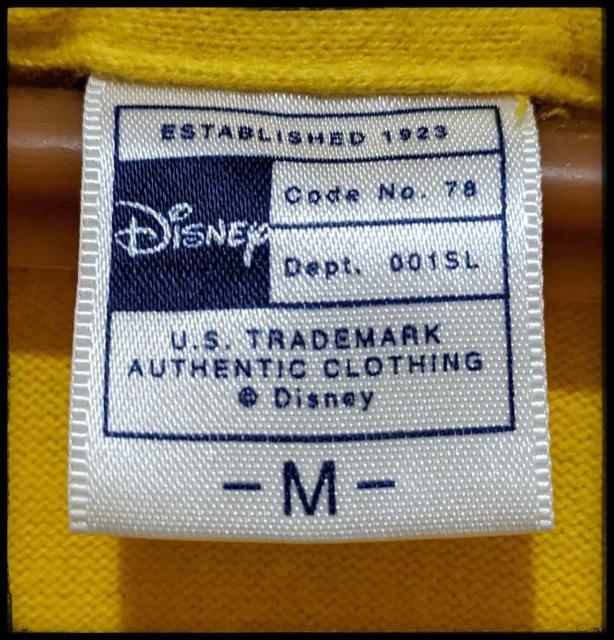 ESTABLISHED 1923
Disney
Code No. 78
Dept. 001SL
U.S. TRADEMARK
AUTHENTIC CLOTHING
© Disney
- M -